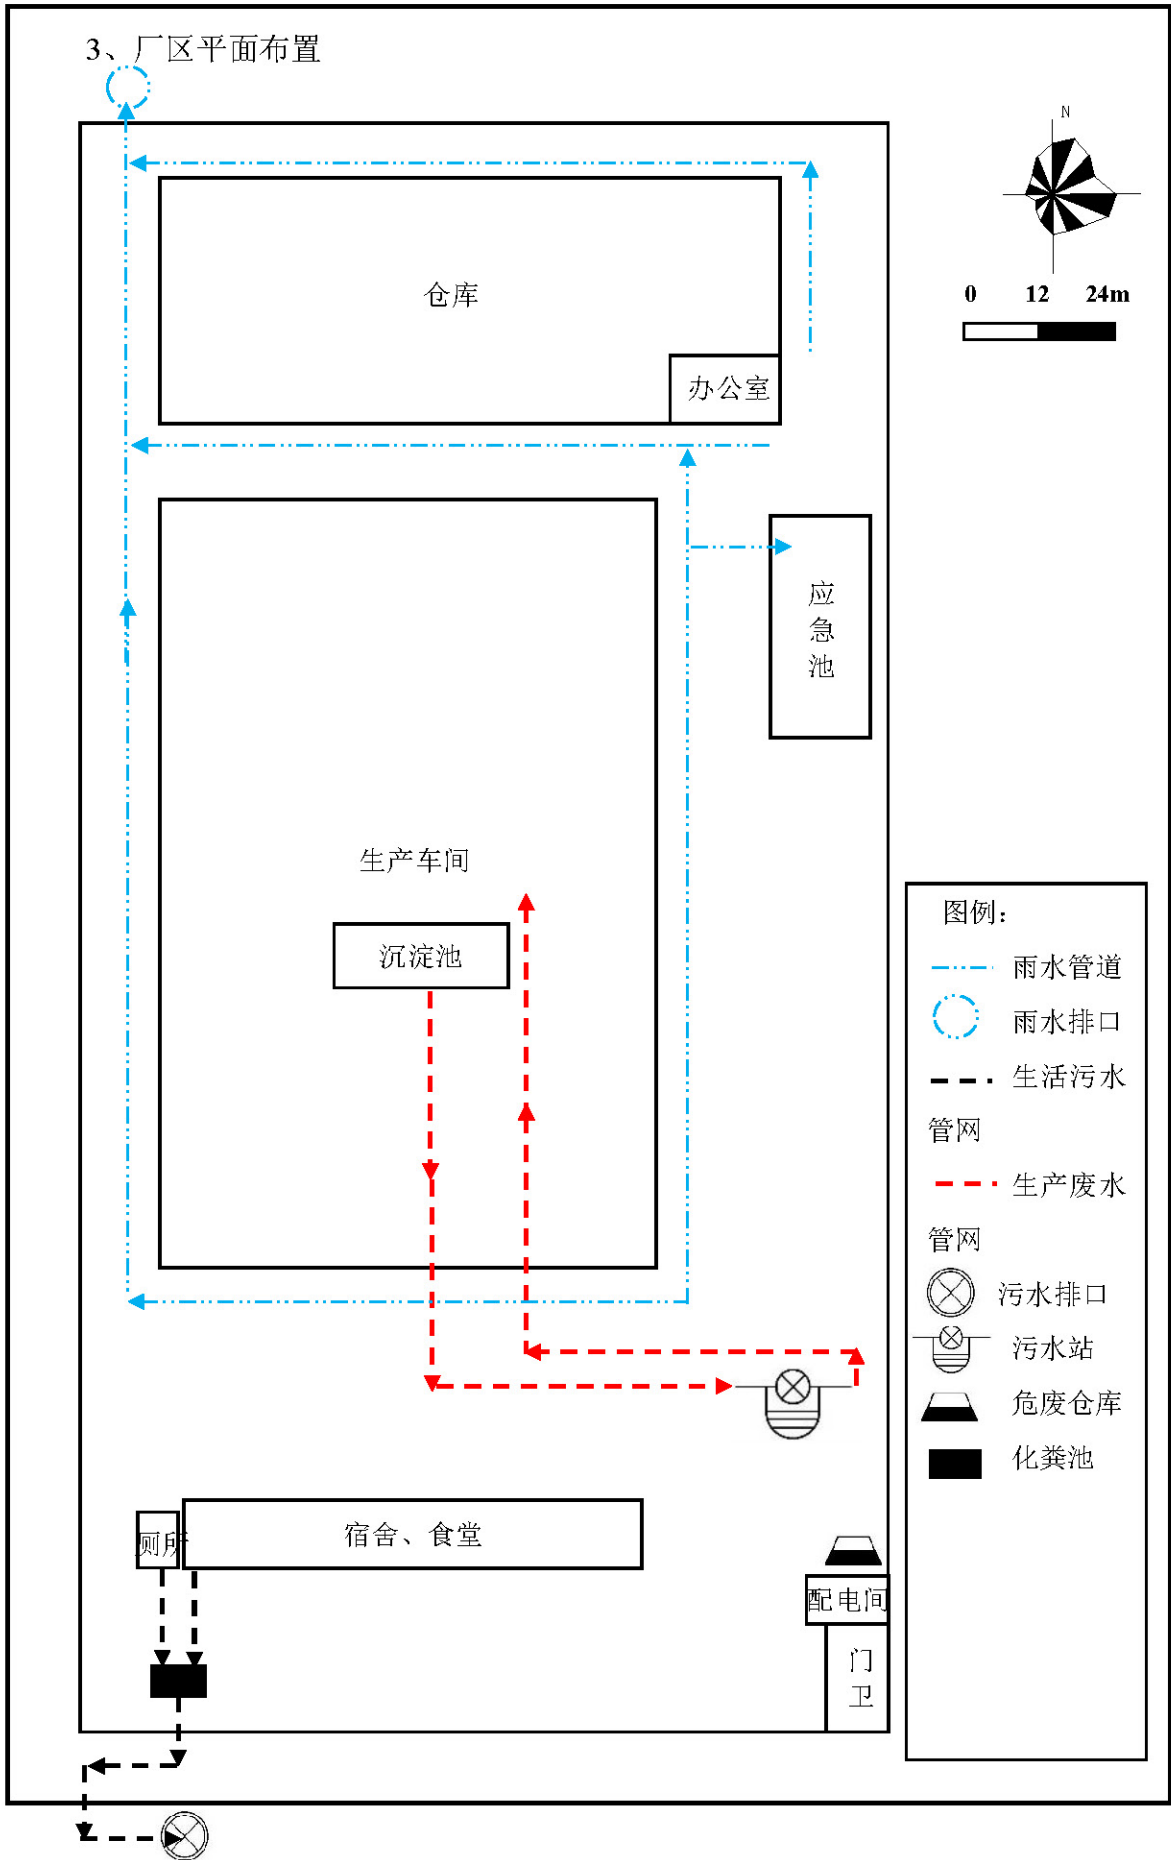 3、厂区平面布置
N
0 12 24m
仓库
办公室
应
急
池
生产车间
沉淀池
宿舍、食堂
厕所
配电间
门
卫
图例：
雨水管道
雨水排口
生活污水
管网
生产废水
管网
污水排口
污水站
危废仓库
化粪池